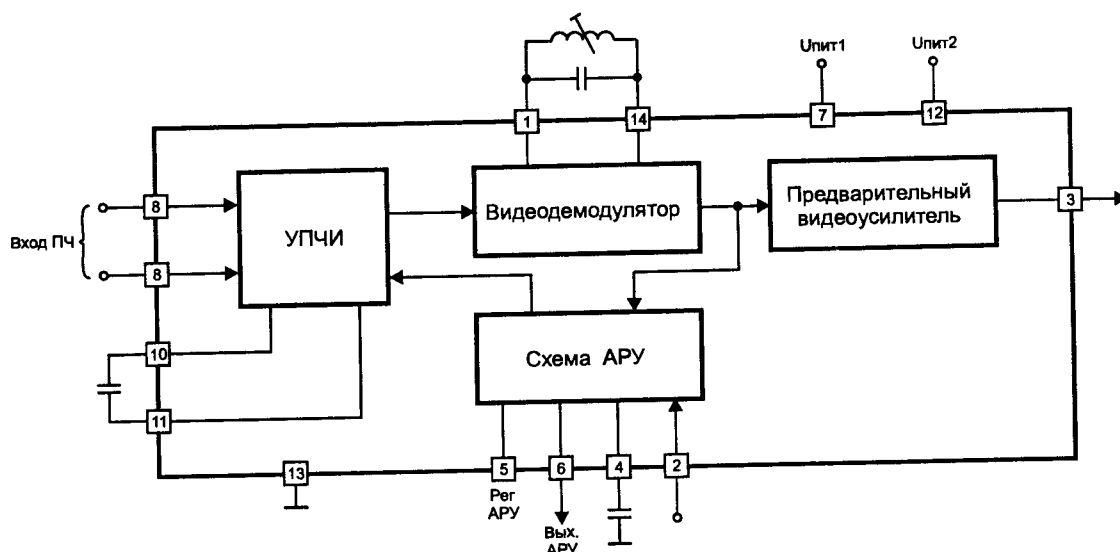 Uпит1
Uпит2
1
14
7
12
8
УПЧИ
Видеодемодулятор
Предварительный
видеоусилитель
3
Вход ПЧ
8
Схема АРУ
10
11
13
5
6
4
2
Рег
АРУ
Вых.
АРУ